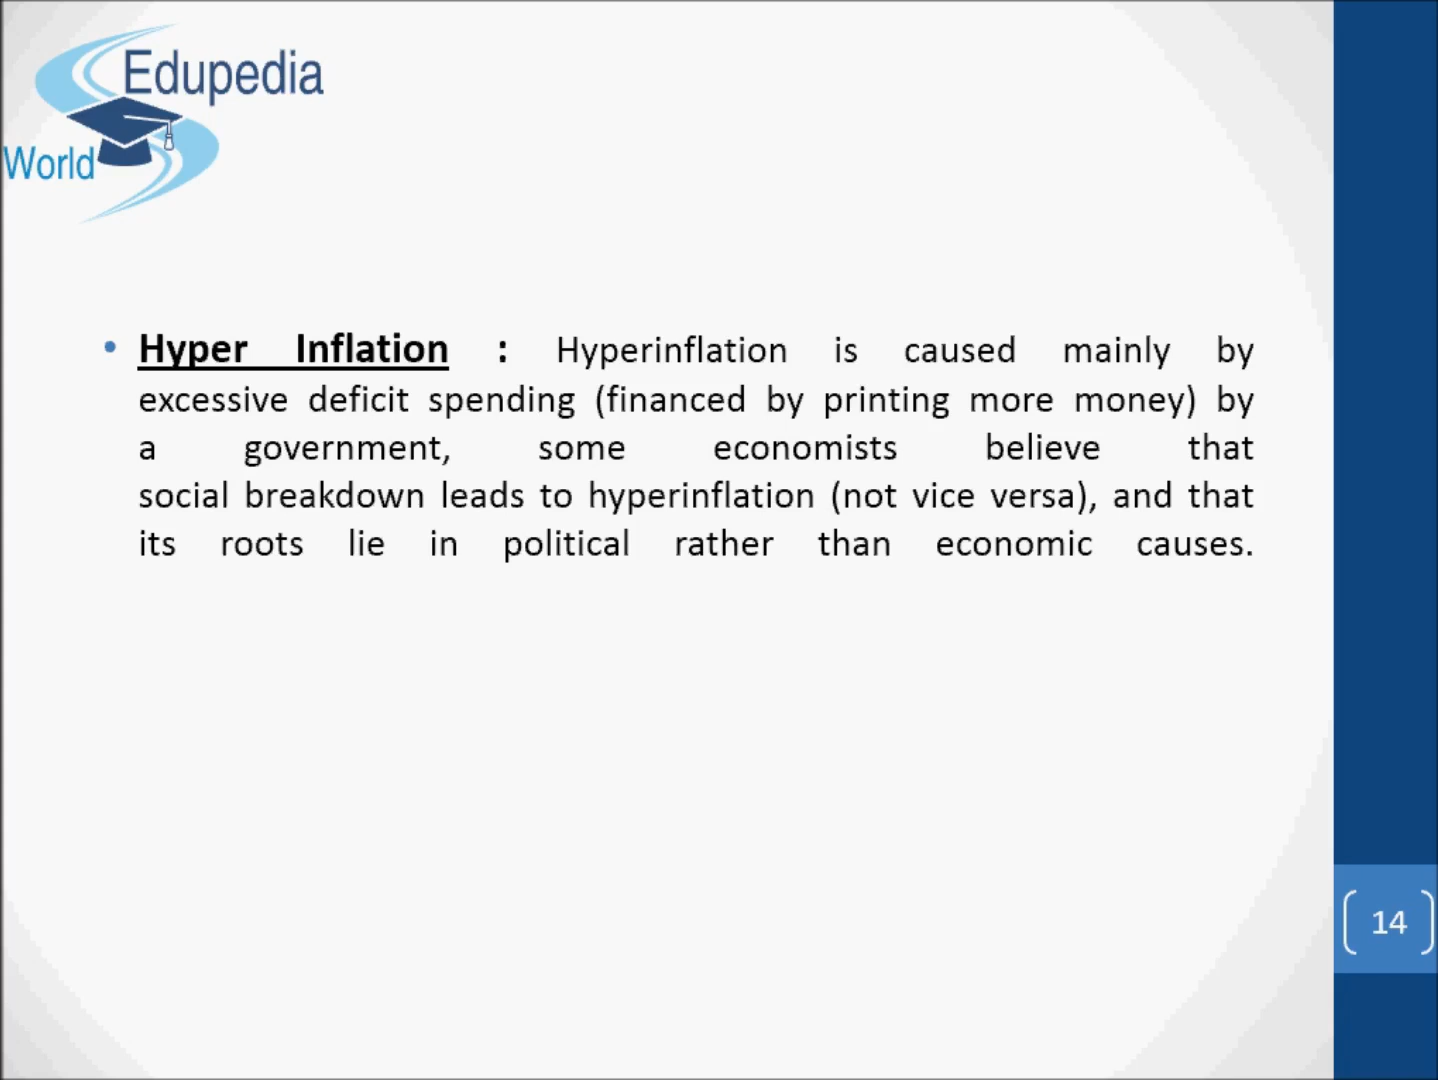 Edupedia
World
• Hyper Inflation : Hyperinflation is caused mainly by
excessive deficit spending (financed by printing more money) by
a government, some economists believe that
social breakdown leads to hyperinflation (not vice versa), and that
its roots lie in political rather than economic causes.
14